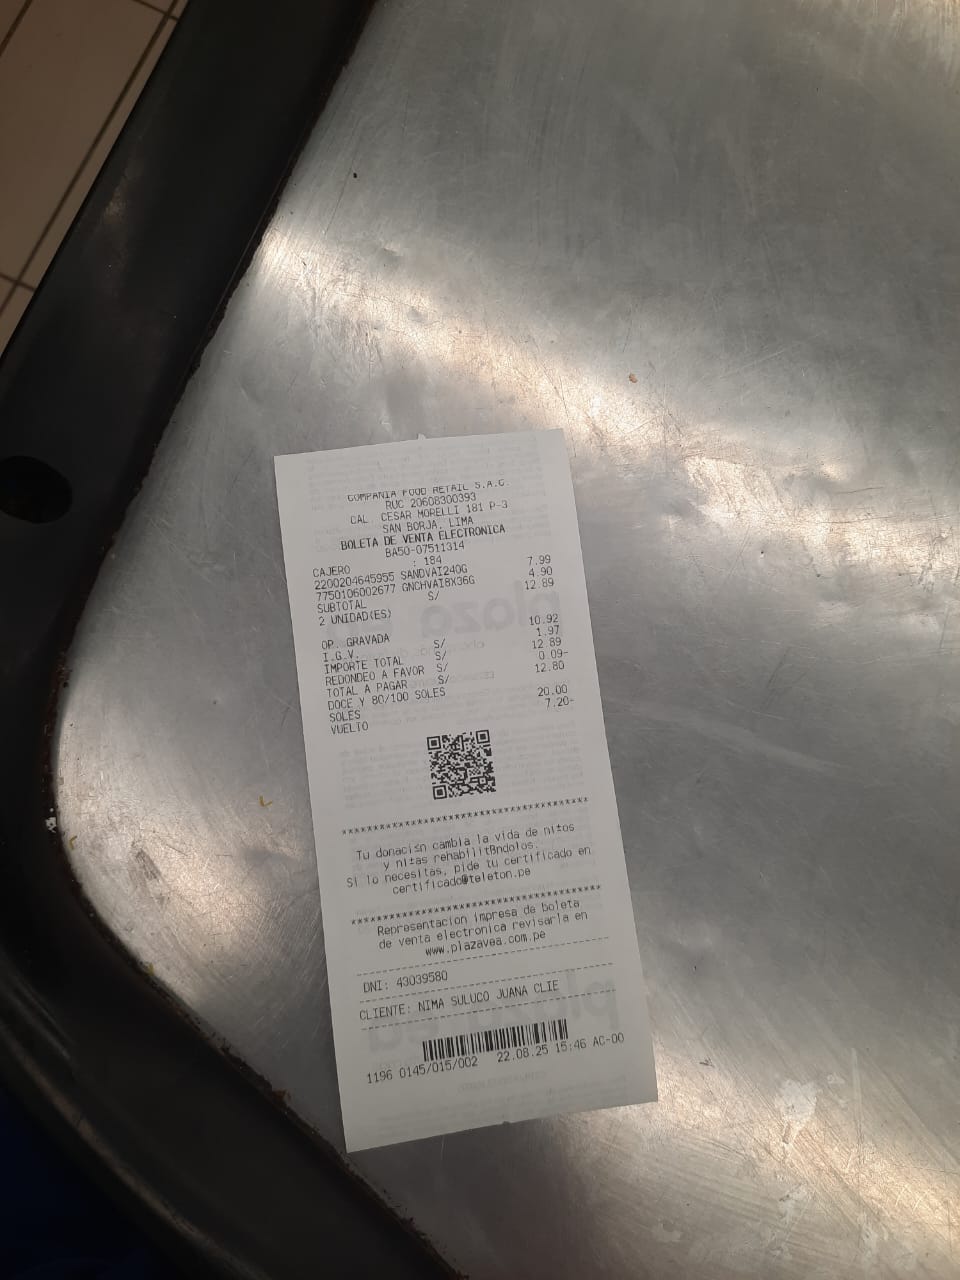 COMPANIA FOOD RETAIL S.A.C.
RUC 20608300393
CAL. CESAR MORELLI 181 P-3
SAN BORJA, LIMA
BOLETA DE VENTA ELECTRONICA
BA50-07511314
CAJERO : 184
2200204645955 SANDVAI240G 7.99
7750106002677 GNCHVAI8X36G 4.90
SUBTOTAL S/ 12.89
2 UNIDAD(ES)
OP. GRAVADA S/ 10.92
I.G.V. S/ 1.97
IMPORTE TOTAL S/ 12.89
REDONDEO A FAVOR S/ 0.09-
TOTAL A PAGAR S/ 12.80
DOCE Y 80/100 SOLES
SOLES 20.00
VUELTO 7.20-
Tu donación cambia la vida de ni±os
y ni±as rehabilitßndolos.
Si lo necesitas, pide tu certificado en
certificado@teleton.pe
Representacion impresa de boleta
de venta electronica revisarla en
www.plazavea.com.pe
DNI: 43039580
CLIENTE: NIMA SULUCO JUANA CLIE
1196 0145/015/002 22.08.25 15:46 AC-00